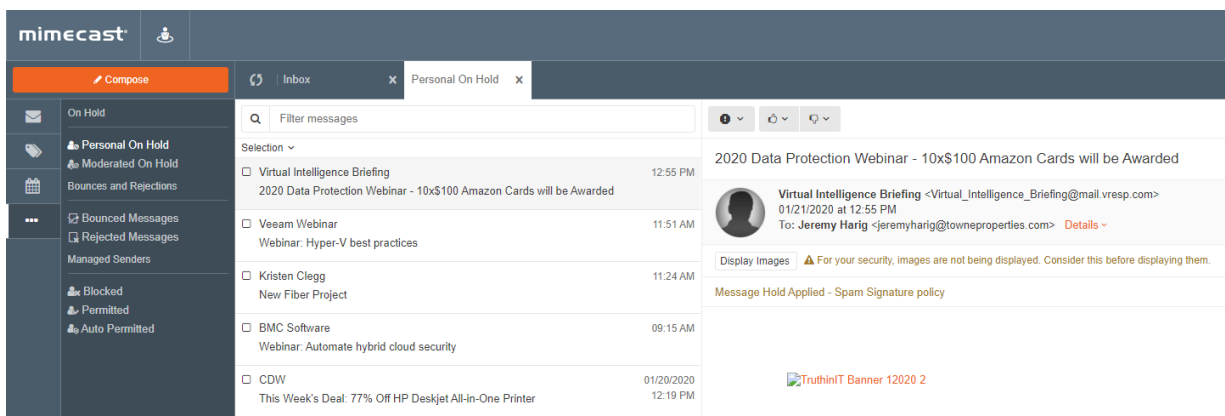 mimecast
Compose
Inbox
Personal On Hold
On Hold
Personal On Hold
Moderated On Hold
Bounces and Rejections
Bounced Messages
Rejected Messages
Managed Senders
Blocked
Permitted
Auto Permitted
Filter messages
Selection
Virtual Intelligence Briefing 12:55 PM
2020 Data Protection Webinar - 10x$100 Amazon Cards will be Awarded
Veeam Webinar 11:51 AM
Webinar: Hyper-V best practices
Kristen Clegg 11:24 AM
New Fiber Project
BMC Software 09:15 AM
Webinar: Automate hybrid cloud security
CDW 01/20/2020
This Week's Deal: 77% Off HP Deskjet All-in-One Printer 12:19 PM
2020 Data Protection Webinar - 10x$100 Amazon Cards will be Awarded
Virtual Intelligence Briefing <Virtual_Intelligence_Briefing@mail.vresp.com>
01/21/2020 at 12:55 PM
To: Jeremy Harig <jeremyharig@towneproperties.com> Details
Display Images For your security, images are not being displayed. Consider this before displaying them.
Message Hold Applied - Spam Signature policy
TruthinIT Banner 12020 2